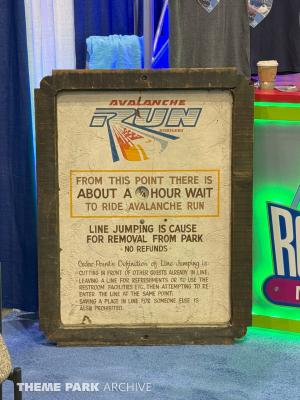 AVALANCHE
RUN
BOBSLEDS
FROM THIS POINT THERE IS
ABOUT A HOUR WAIT
TO RIDE AVALANCHE RUN
LINE JUMPING IS CAUSE
FOR REMOVAL FROM PARK
- NO REFUNDS -
Cedar Point's Definition of Line Jumping is:
- CUTTING IN FRONT OF OTHER GUESTS ALREADY IN LINE;
- LEAVING A LINE FOR REFRESHMENTS OR TO USE THE
RESTROOM FACILITIES ETC. THEN ATTEMPTING TO RE-
ENTER THE LINE AT THE SAME POINT;
- SAVING A PLACE IN LINE FOR SOMEONE ELSE IS
ALSO PROHIBITED.
THEME PARK ARCHIVE